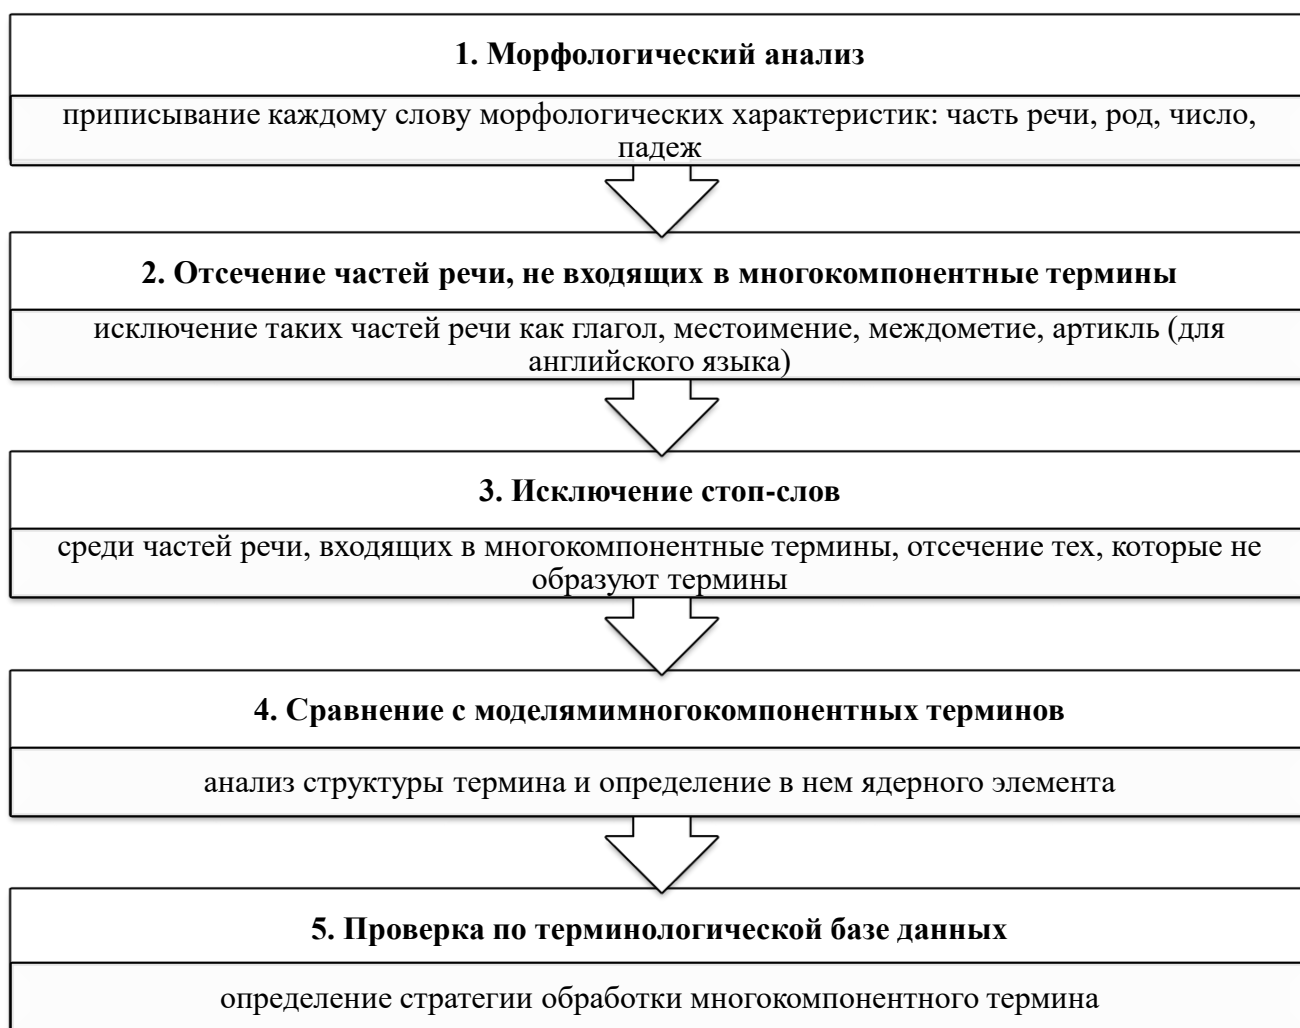 1. Морфологический анализ
приписывание каждому слову морфологических характеристик: часть речи, род, число,
падеж
2. Отсечение частей речи, не входящих в многокомпонентные термины
исключение таких частей речи как глагол, местоимение, междометие, артикль (для
английского языка)
3. Исключение стоп-слов
среди частей речи, входящих в многокомпонентные термины, отсечение тех, которые не
образуют термины
4. Сравнение с моделямимногокомпонентных терминов
анализ структуры термина и определение в нем ядерного элемента
5. Проверка по терминологической базе данных
определение стратегии обработки многокомпонентного термина